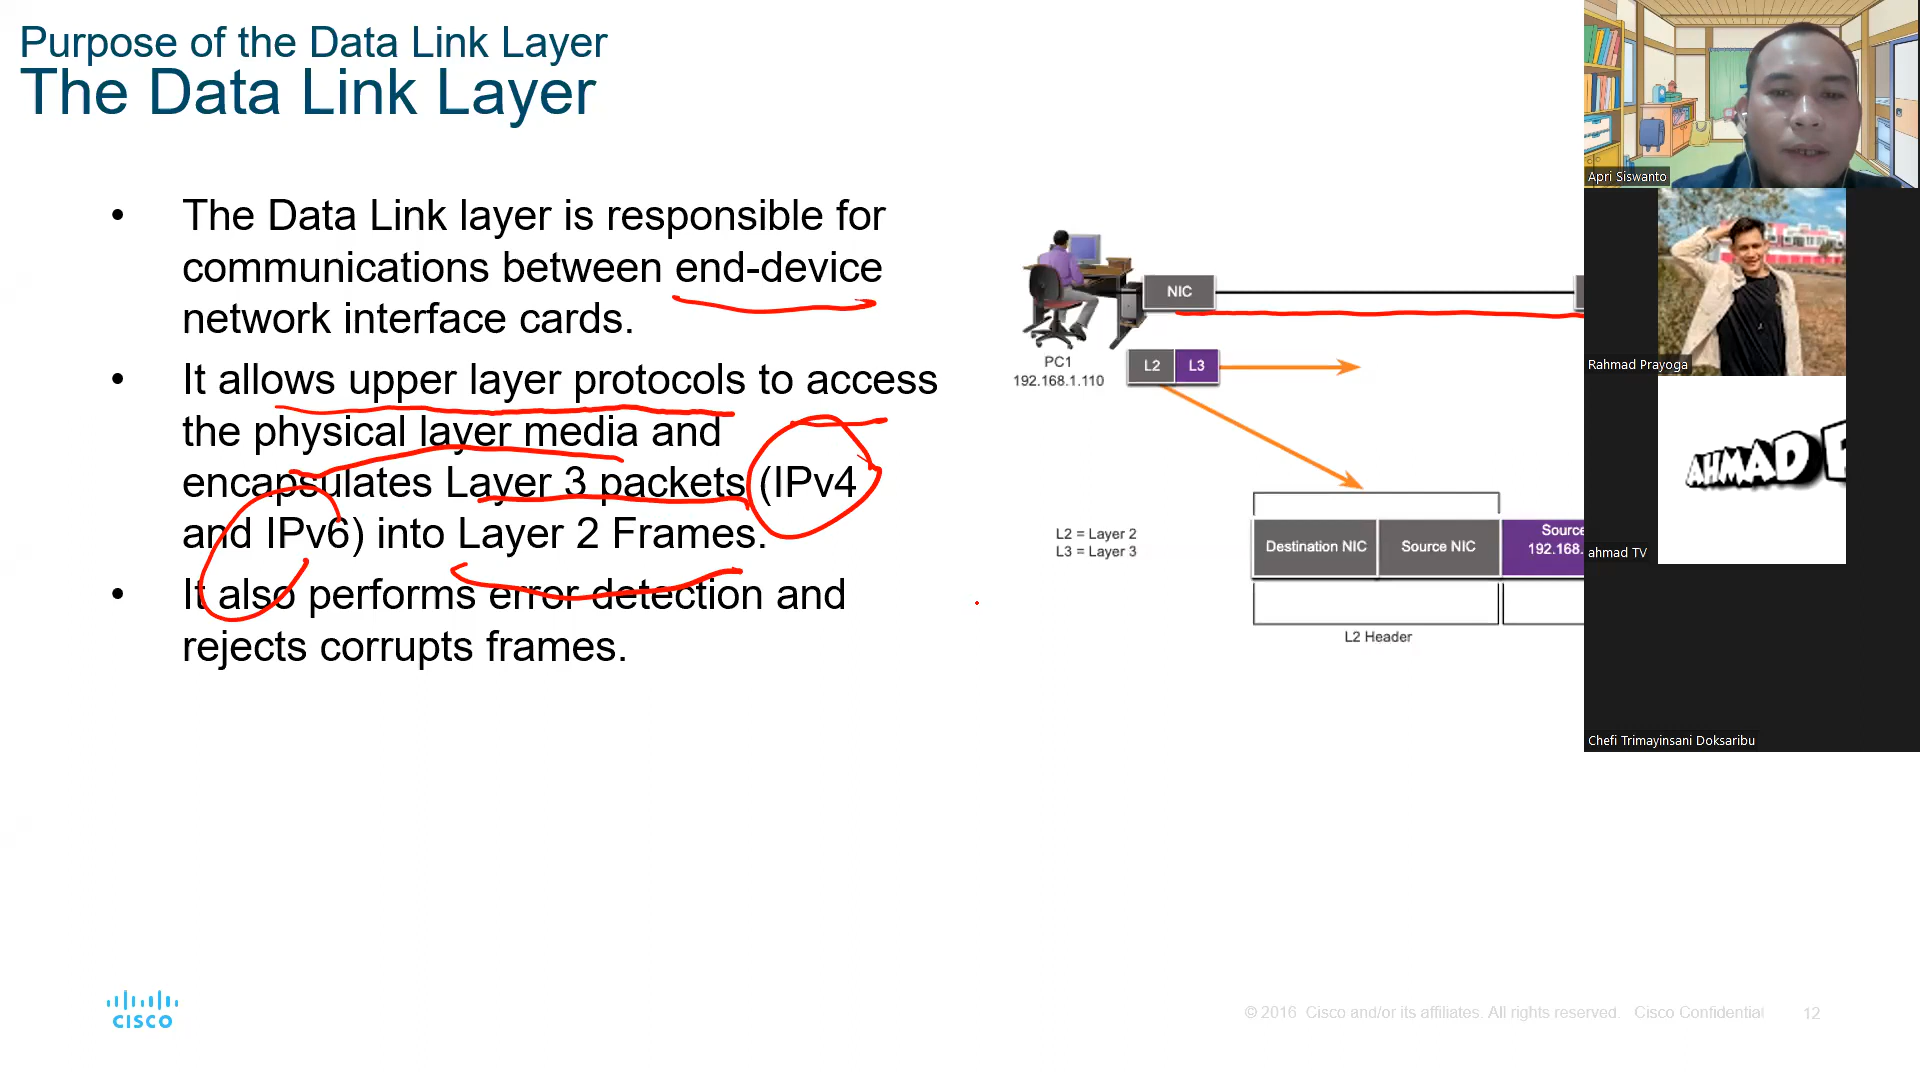 Purpose of the Data Link Layer
The Data Link Layer
• The Data Link layer is responsible for
communications between end-device
network interface cards.
• It allows upper layer protocols to access
the physical layer media and
encapsulates Layer 3 packets (IPv4
and IPv6) into Layer 2 Frames.
• It also performs error detection and
rejects corrupts frames.
NIC
PC1
192.168.1.110
L2 L3
L2 = Layer 2
L3 = Layer 3
Destination NIC
Source NIC
Source
192.168.
L2 Header
Apri Siswanto
Rahmad Prayoga
AHMAD
ahmad TV
Chefi Trimayinsani Doksaribu
CISCO
© 2016 Cisco and/or its affiliates. All rights reserved. Cisco Confidential
12